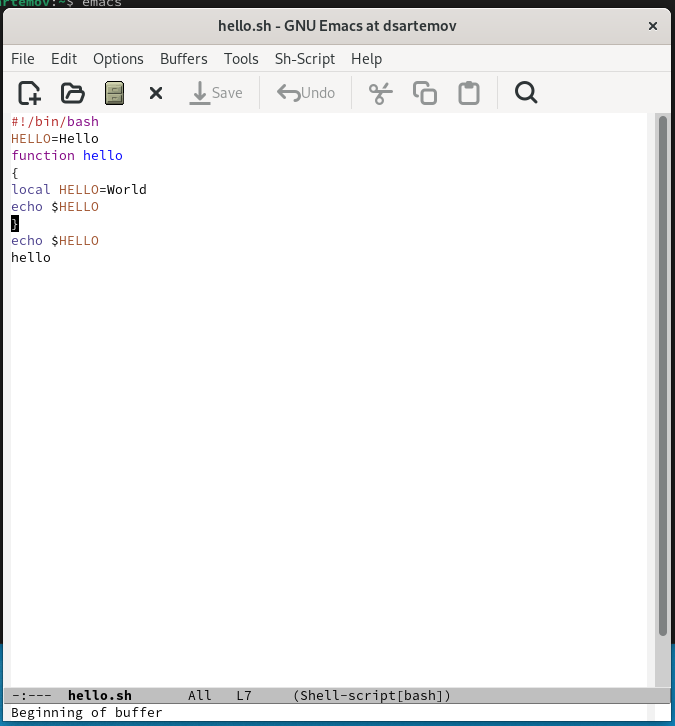 artemov:~$ emacs
hello.sh - GNU Emacs at dsartemov
File Edit Options Buffers Tools Sh-Script Help
Save Undo
#!/bin/bash
HELLO=Hello
function hello
{
local HELLO=World
echo $HELLO
}
echo $HELLO
hello
-:--- hello.sh All L7 (Shell-script[bash])
Beginning of buffer